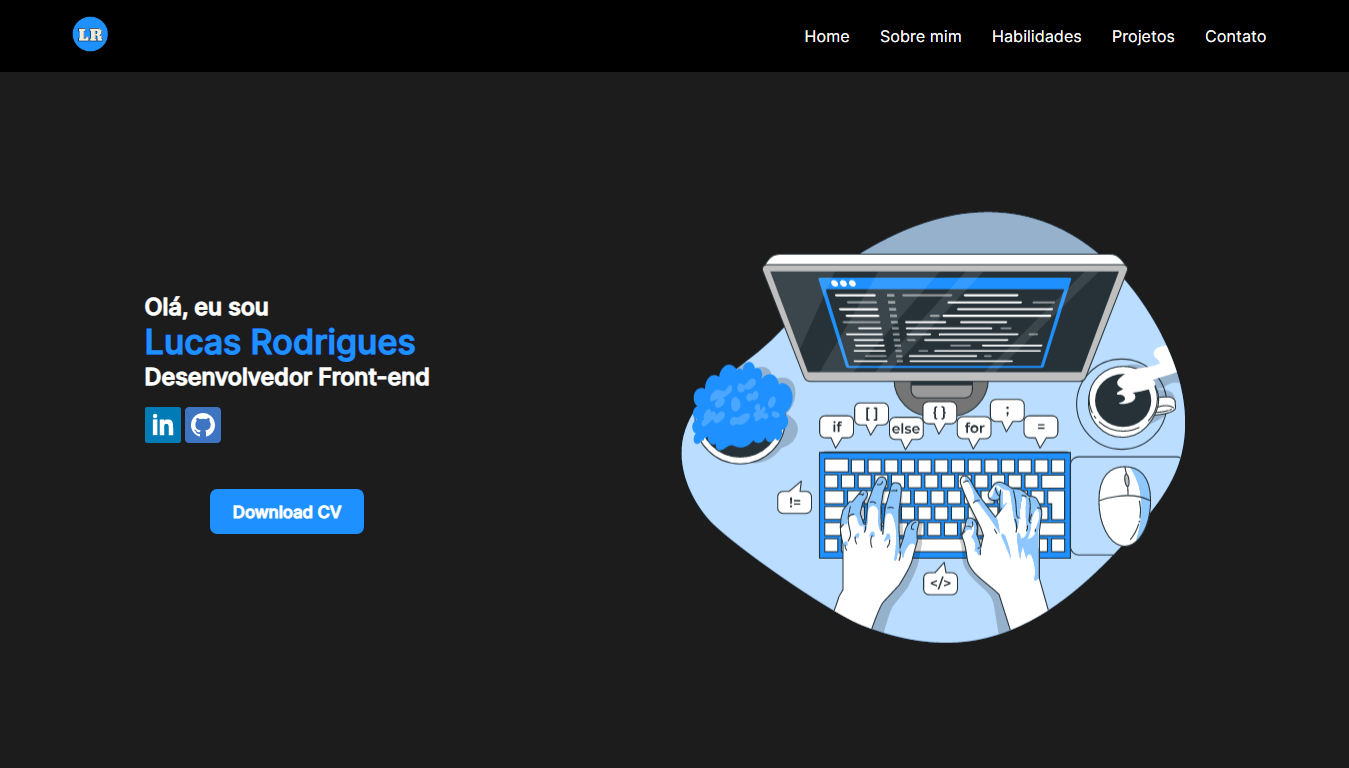 LR
Home Sobre mim Habilidades Projetos Contato
Olá, eu sou
Lucas Rodrigues
Desenvolvedor Front-end
in
Download CV
if [ ] else { } for ; =
!=
</>